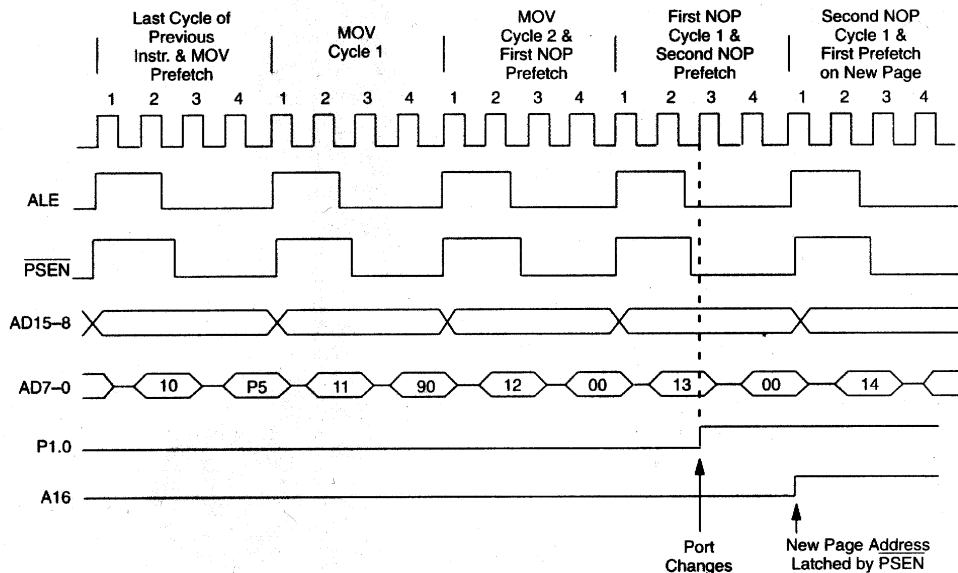 Last Cycle of
Previous
Instr. & MOV
Prefetch
MOV
Cycle 1
MOV
Cycle 2 &
First NOP
Prefetch
First NOP
Cycle 1 &
Second NOP
Prefetch
Second NOP
Cycle 1 &
First Prefetch
on New Page
1 2 3 4 1 2 3 4 1 2 3 4 1 2 3 4 1 2 3 4
ALE
PSEN
AD15–8
AD7–0 10 P5 11 90 12 00 13 00 14
P1.0
A16
Port
Changes
New Page Address
Latched by PSEN